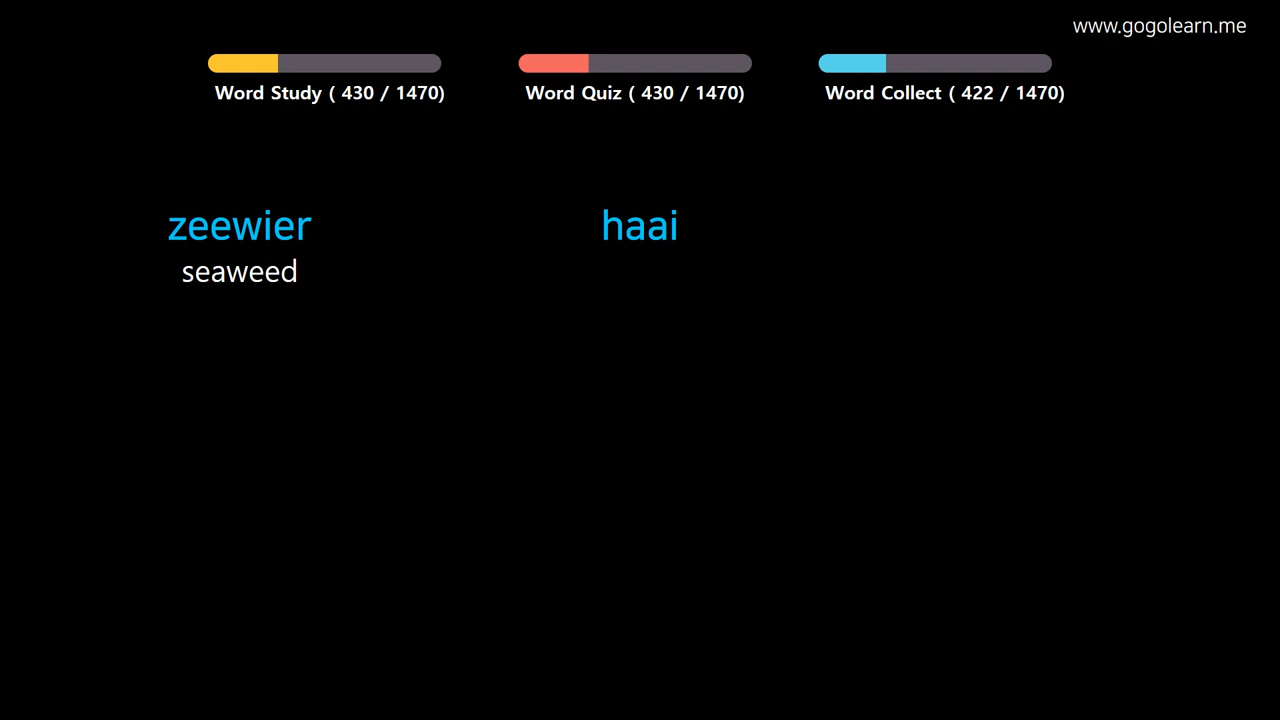 www.gogolearn.me
Word Study ( 430 / 1470)
Word Quiz ( 430 / 1470)
Word Collect ( 422 / 1470)
zeewier
haai
seaweed